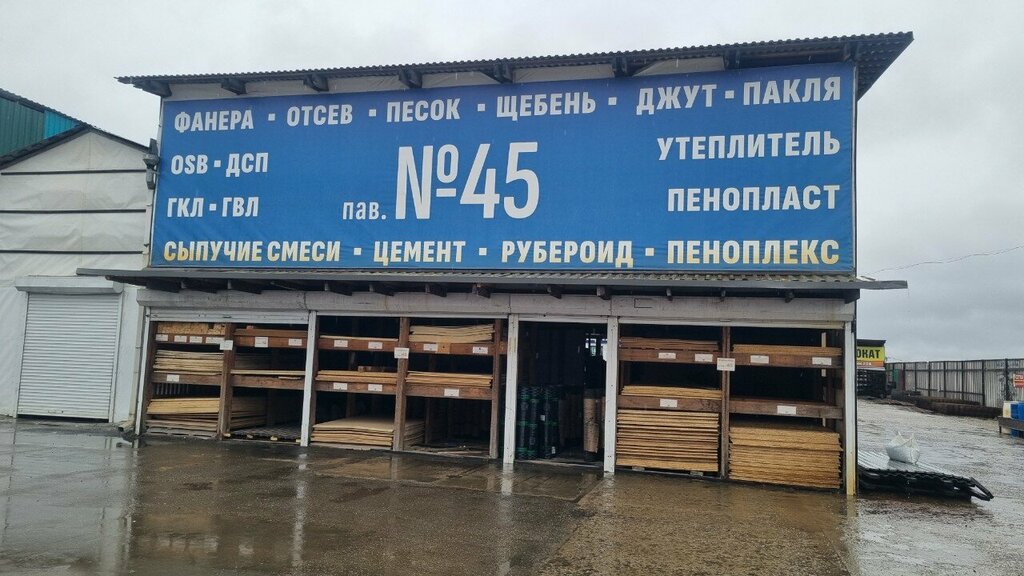 ФАНЕРА ▪ ОТСЕВ ▪ ПЕСОК ▪ ЩЕБЕНЬ ▪ ДЖУТ ▪ ПАКЛЯ
OSB ▪ ДСП
УТЕПЛИТЕЛЬ
ГКЛ ▪ ГВЛ
пав. №45
ПЕНОПЛАСТ
СЫПУЧИЕ СМЕСИ ▪ ЦЕМЕНТ ▪ РУБЕРОИД ▪ ПЕНОПЛЕКС